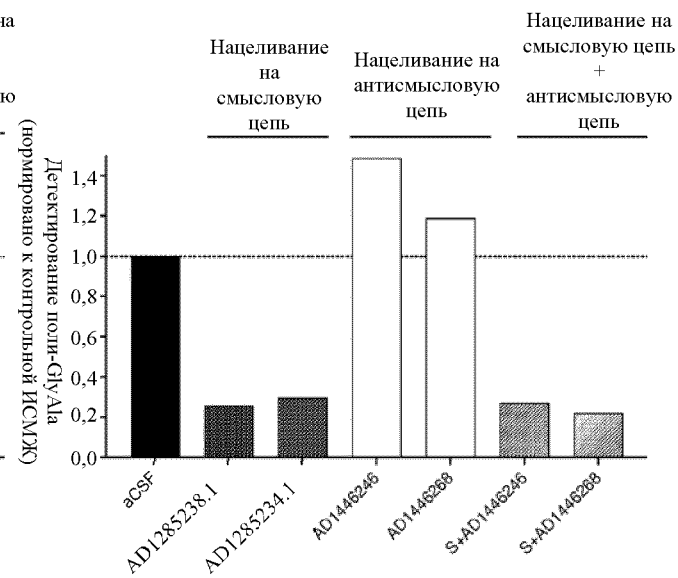 на
ю
Нацеливание
на
смысловую
цепь
Нацеливание на
антисмысловую
цепь
Нацеливание на
смысловую цепь
+
антисмысловую
цепь
Детектирование поли-GlyAla
(нормировано к контрольной ИСМЖ)
1,4
1,2
1,0
0,8
0,6
0,4
0,2
0,0
aCSF
AD1285238.1
AD1285234.1
AD1446246
AD1446268
S+AD1446246
S+AD1446268